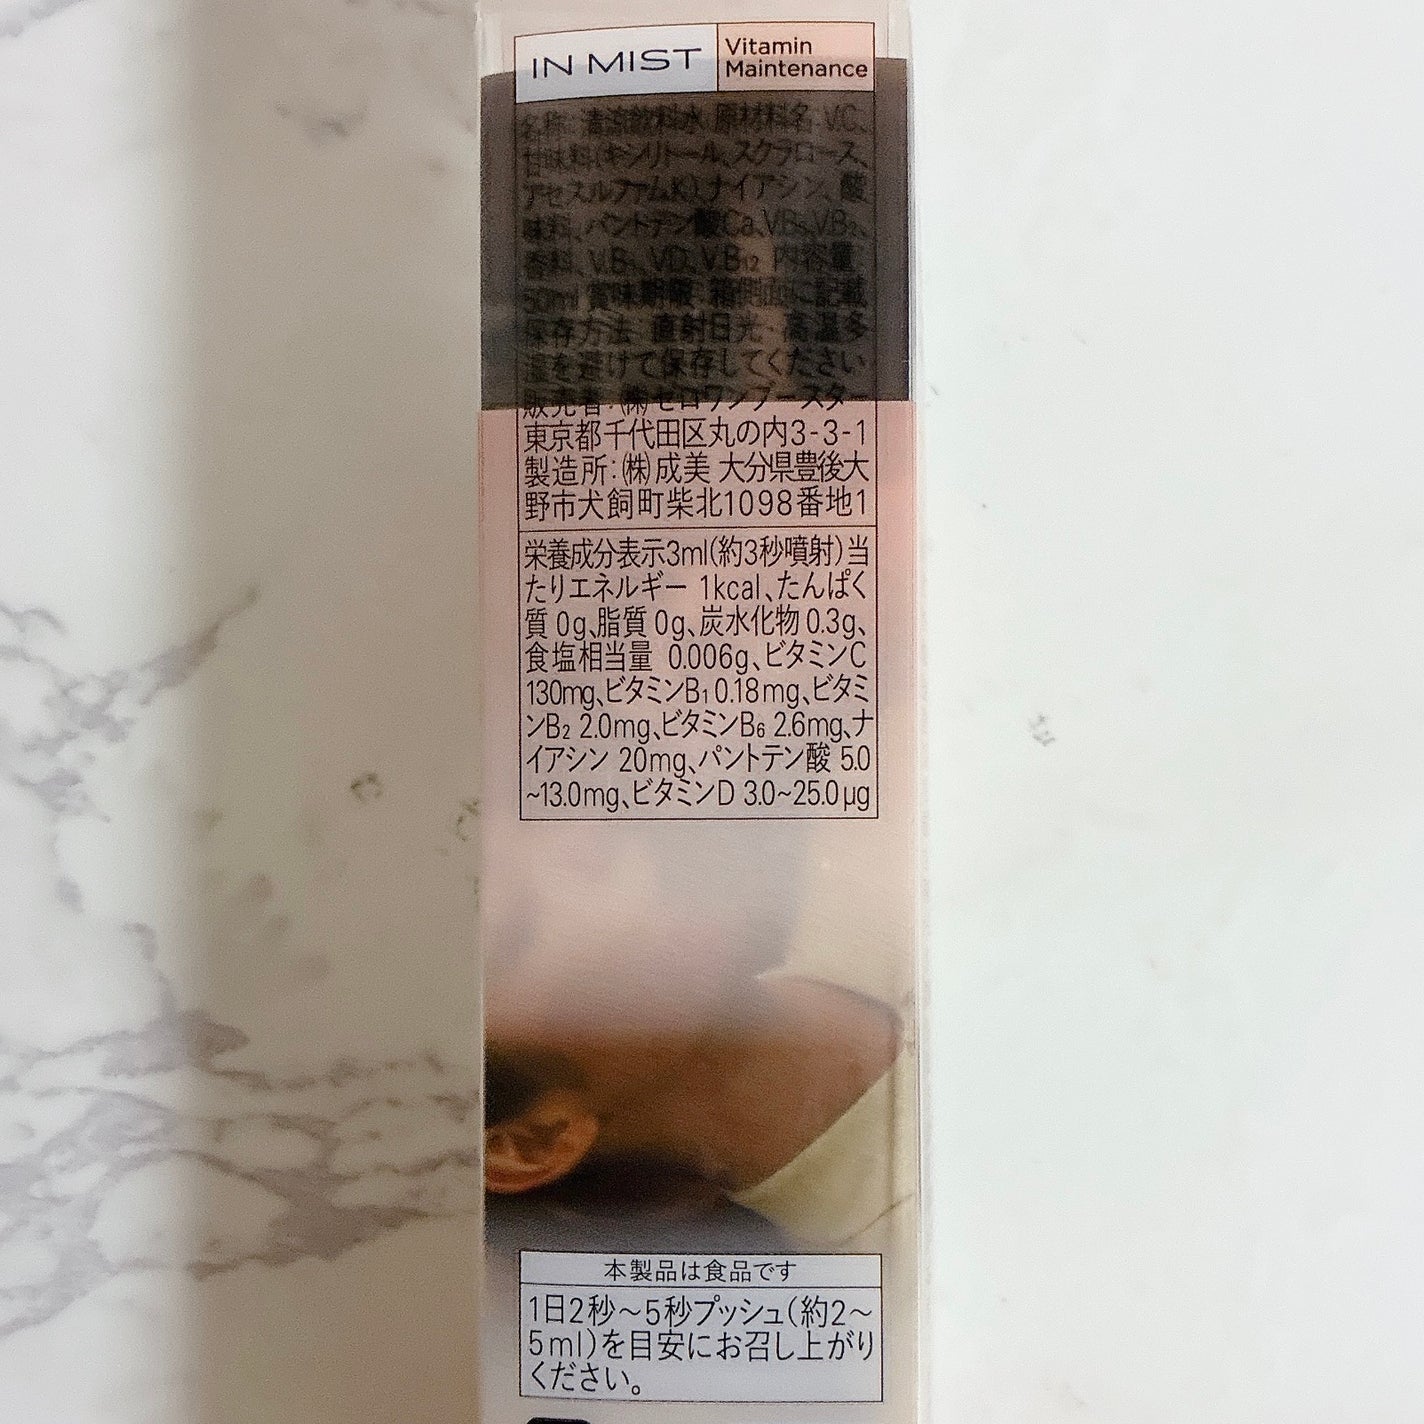 IN MIST
Vitamin
Maintenance
名称:清涼飲料水 原材料名:V.C、
甘味料(キシリトール、スクラロース、
アセスルファムK)、ナイアシン、酸
味料、パントテン酸Ca、V.B₆、V.B₂、
香料、V.B₁、V.D、V.B₁₂ 内容量:
50ml 賞味期限:箱側面に記載
保存方法:直射日光・高温多
湿を避けて保存してください
販売者:㈱ゼロワンブースター
東京都千代田区丸の内3-3-1
製造所:㈱成美 大分県豊後大
野市犬飼町柴北1098番地1
栄養成分表示3ml(約3秒噴射)当
たりエネルギー 1kcal、たんぱく
質 0g、脂質 0g、炭水化物 0.3g、
食塩相当量 0.006g、ビタミンC
130mg、ビタミンB₁ 0.18mg、ビタミ
ンB₂ 2.0mg、ビタミンB₆ 2.6mg、ナ
イアシン 20mg、パントテン酸 5.0
~13.0mg、ビタミンD 3.0~25.0μg
本製品は食品です
1日2秒~5秒プッシュ(約2~
5ml)を目安にお召し上がり
ください。